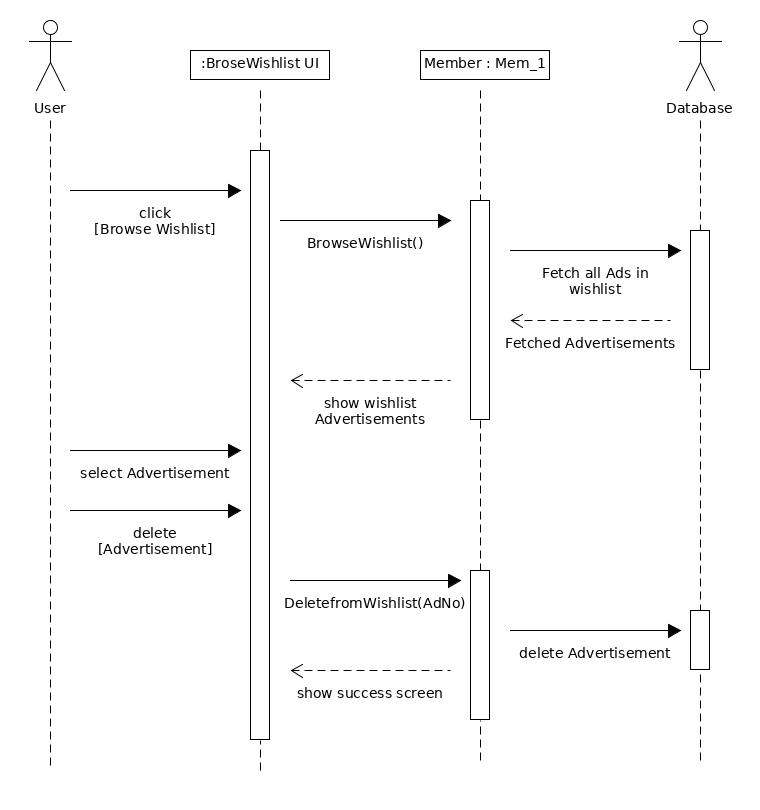 :BroseWishlist UI
Member : Mem_1
User
Database
click
[Browse Wishlist]
BrowseWishlist()
Fetch all Ads in
wishlist
Fetched Advertisements
show wishlist
Advertisements
select Advertisement
delete
[Advertisement]
DeletefromWishlist(AdNo)
delete Advertisement
show success screen